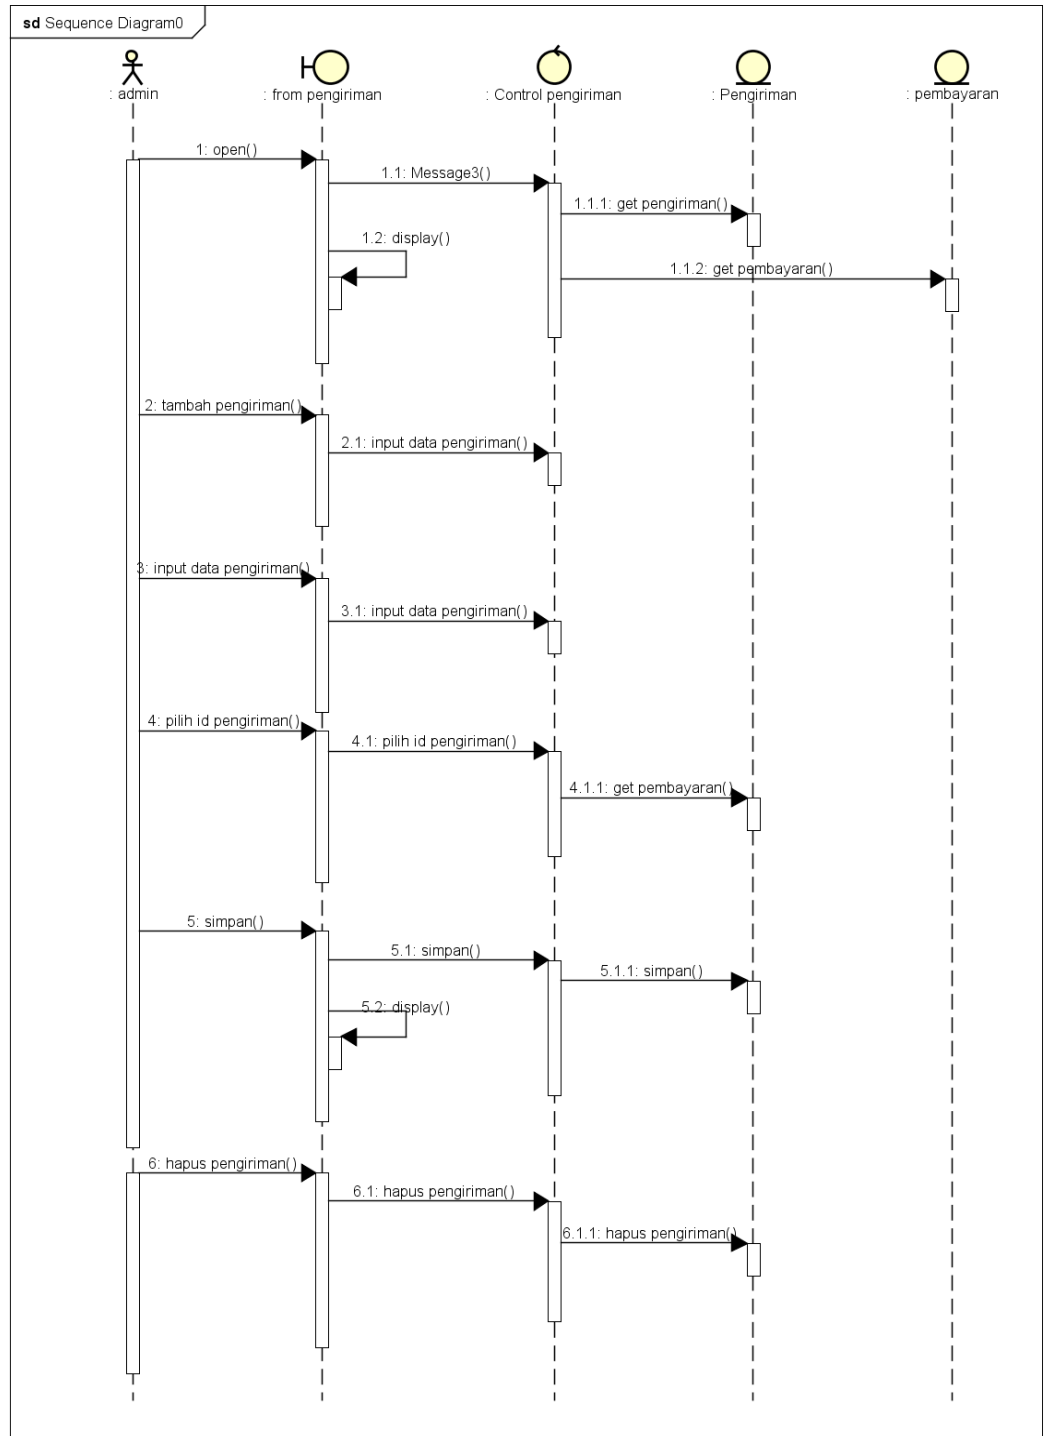 sd Sequence Diagram0
: admin
: from pengiriman
: Control pengiriman
: Pengiriman
: pembayaran
1: open()
1.1: Message3()
1.1.1: get pengiriman()
1.2: display()
1.1.2: get pembayaran()
2: tambah pengiriman()
2.1: input data pengiriman()
3: input data pengiriman()
3.1: input data pengiriman()
4: pilih id pengiriman()
4.1: pilih id pengiriman()
4.1.1: get pembayaran()
5: simpan()
5.1: simpan()
5.1.1: simpan()
5.2: display()
6: hapus pengiriman()
6.1: hapus pengiriman()
6.1.1: hapus pengiriman()